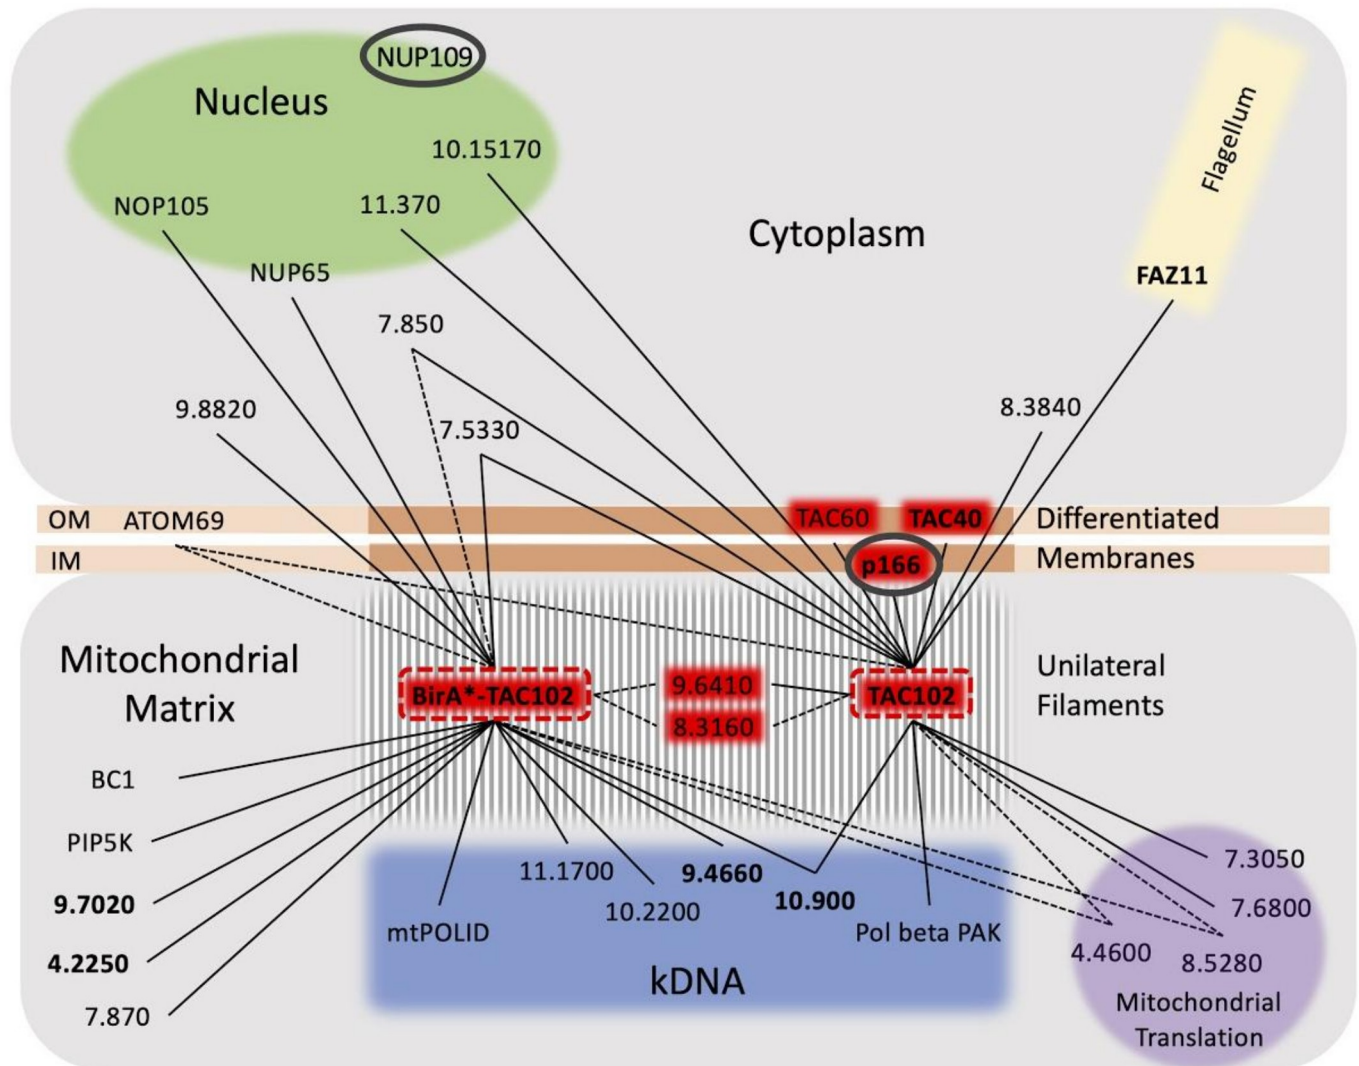 NUP109
Nucleus
10.15170
NOP105
11.370
NUP65
Flagellum
Cytoplasm
FAZ11
7.850
9.8820
7.5330
8.3840
OM
ATOM69
TAC60
TAC40
Differentiated
IM
p166
Membranes
Mitochondrial
Matrix
BirA*-TAC102
9.6410
8.3160
TAC102
Unilateral
Filaments
BC1
PIP5K
9.7020
4.2250
7.870
mtPOLID
11.1700
10.2200
9.4660
10.900
Pol beta PAK
kDNA
7.3050
7.6800
4.4600
8.5280
Mitochondrial
Translation